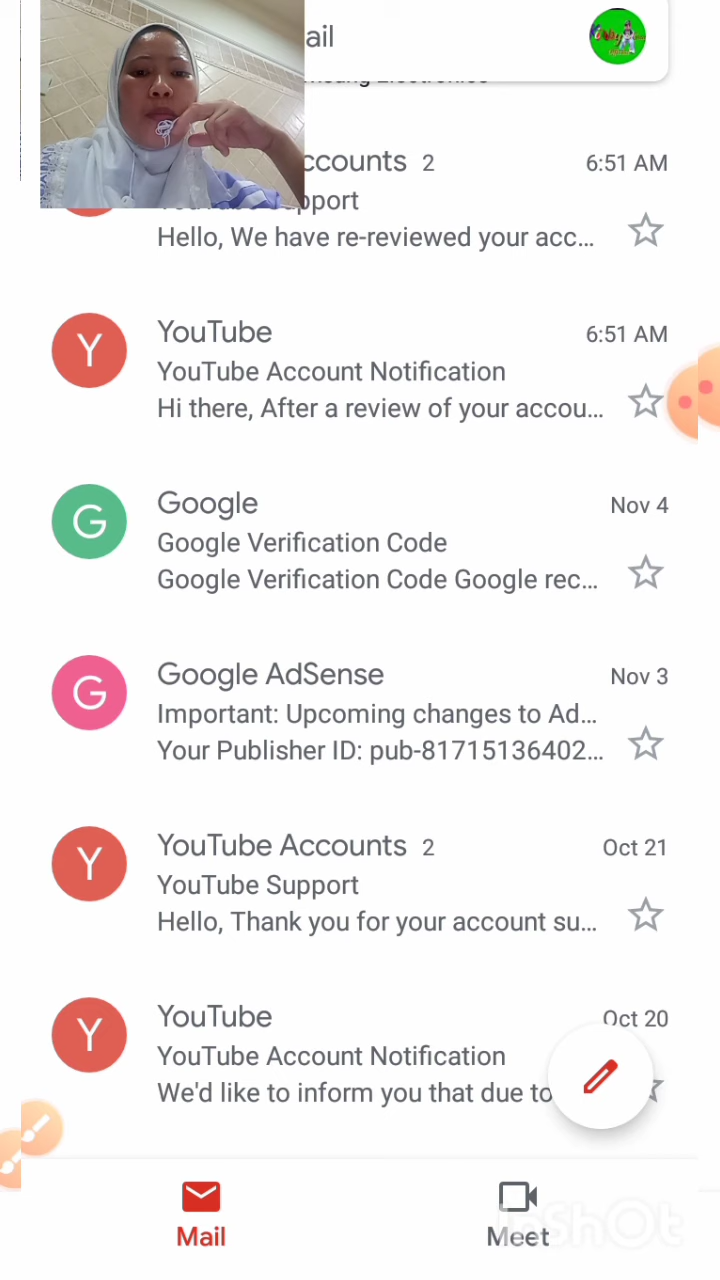 ail
ccounts 2 6:51 AM
Hello, We have re-reviewed your acc...
YouTube 6:51 AM
YouTube Account Notification
Hi there, After a review of your accou...
G
Google Nov 4
Google Verification Code
Google Verification Code Google rec...
G
Google AdSense Nov 3
Important: Upcoming changes to Ad...
Your Publisher ID: pub-81715136402...
Y
YouTube Accounts 2 Oct 21
YouTube Support
Hello, Thank you for your account su...
Y
YouTube Oct 20
YouTube Account Notification
We'd like to inform you that due to
Mail
Meet
InShOt